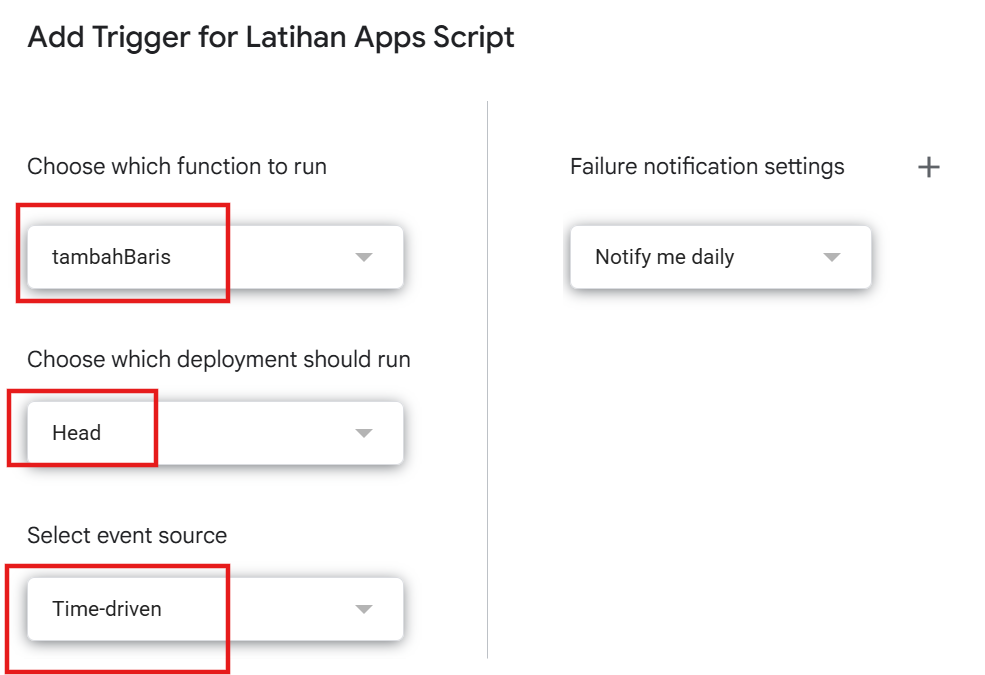 Add Trigger for Latihan Apps Script
Choose which function to run
tambahBaris
Choose which deployment should run
Head
Select event source
Time-driven
Failure notification settings
Notify me daily